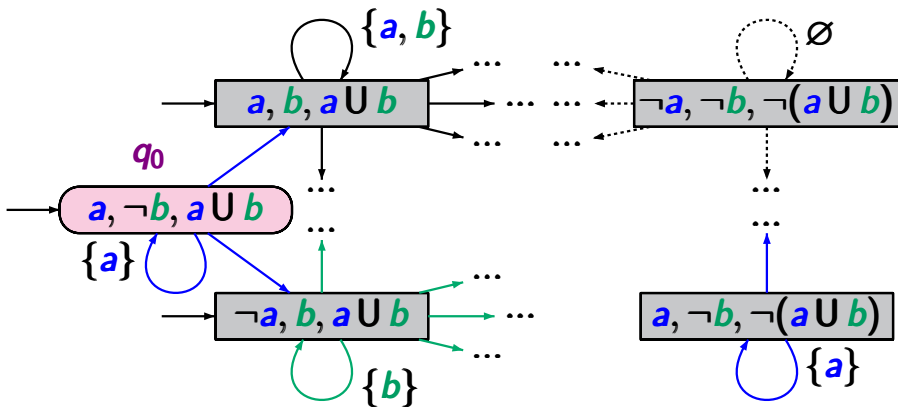 {a, b}
∅
... ...
a, b, a U b
... ...
¬a, ¬b, ¬(a U b)
... ...
q₀
... ...
a, ¬b, a U b
... ...
{a}
...
¬a, b, a U b
...
a, ¬b, ¬(a U b)
...
{b}
{a}